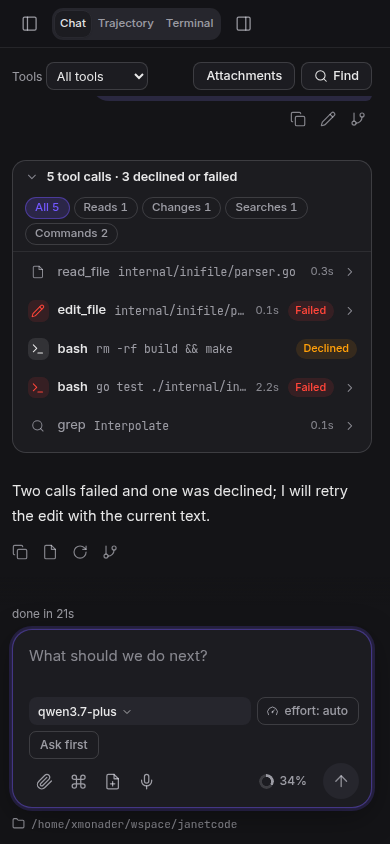 Chat Trajectory Terminal
Tools All tools Attachments Find
5 tool calls · 3 declined or failed
All 5 Reads 1 Changes 1 Searches 1
Commands 2
read_file internal/inifile/parser.go 0.3s
edit_file internal/inifile/p… 0.1s Failed
bash rm -rf build && make Declined
bash go test ./internal/in… 2.2s Failed
grep Interpolate 0.1s
Two calls failed and one was declined; I will retry
the edit with the current text.
done in 21s
What should we do next?
qwen3.7-plus effort: auto
Ask first
34%
/home/xmonader/wspace/janetcode